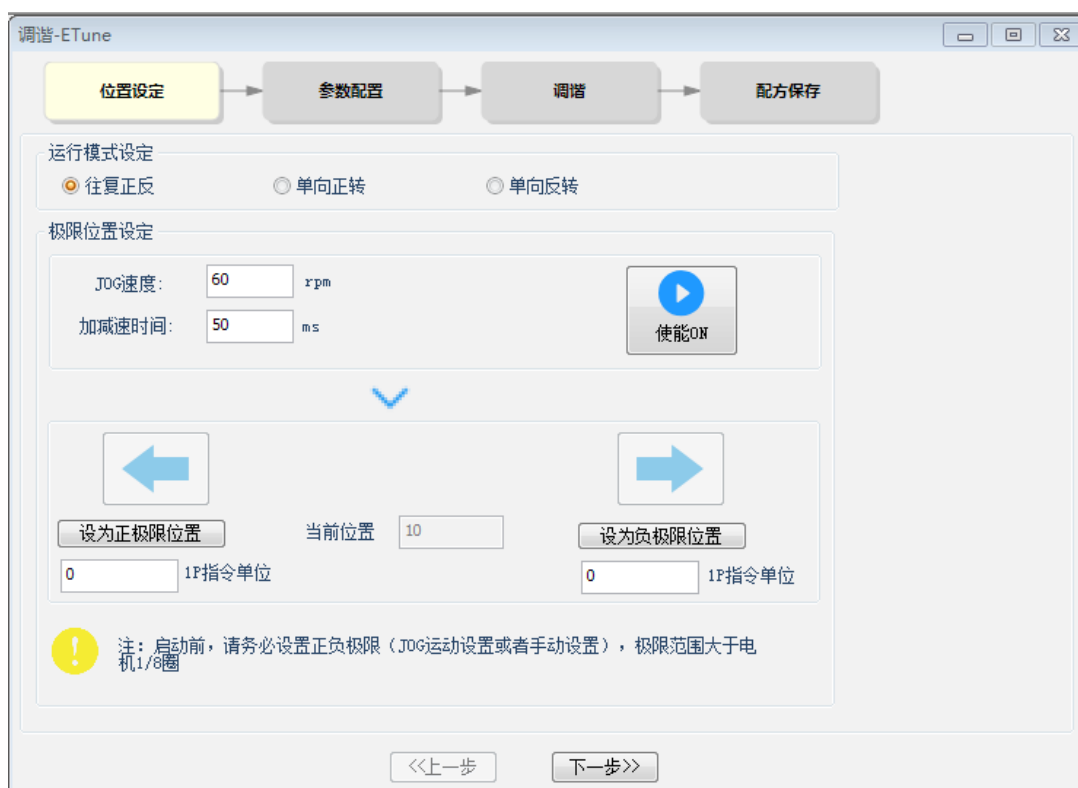 调谐-ETune
位置设定 参数配置 调谐 配方保存
运行模式设定
往复正反 单向正转 单向反转
极限位置设定
JOG速度: 60 rpm
加减速时间: 50 ms
使能ON
设为正极限位置 当前位置 10 设为负极限位置
0 1P指令单位 0 1P指令单位
! 注：启动前，请务必设置正负极限（JOG运动设置或者手动设置），极限范围大于电
机1/8圈
<<上一步 下一步>>